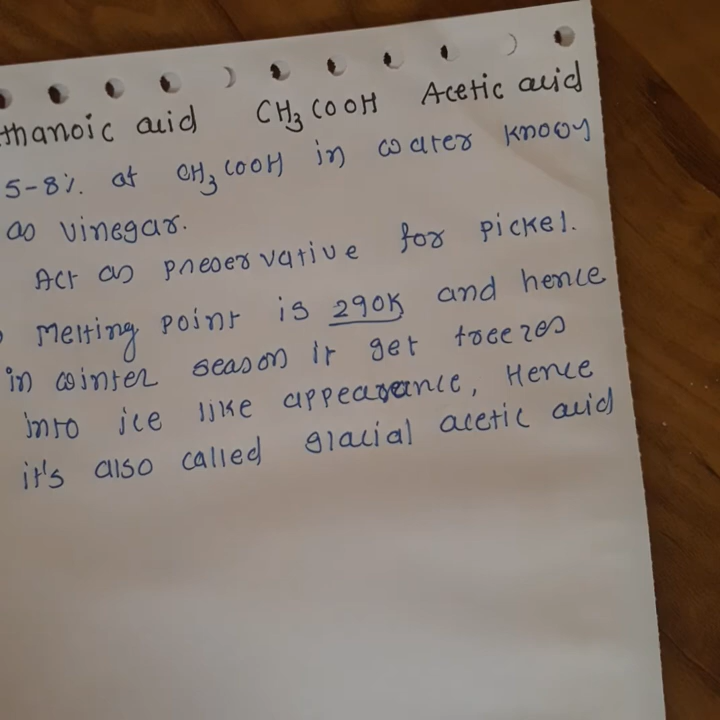 thanoic acid CH3COOH Acetic acid
5-8% of CH3COOH in water known
as vinegar.
Act as preservative for pickel.
Melting point is 290K and hence
in winter season it get freezes
into ice like appearance, Hence
it's also called glacial acetic acid